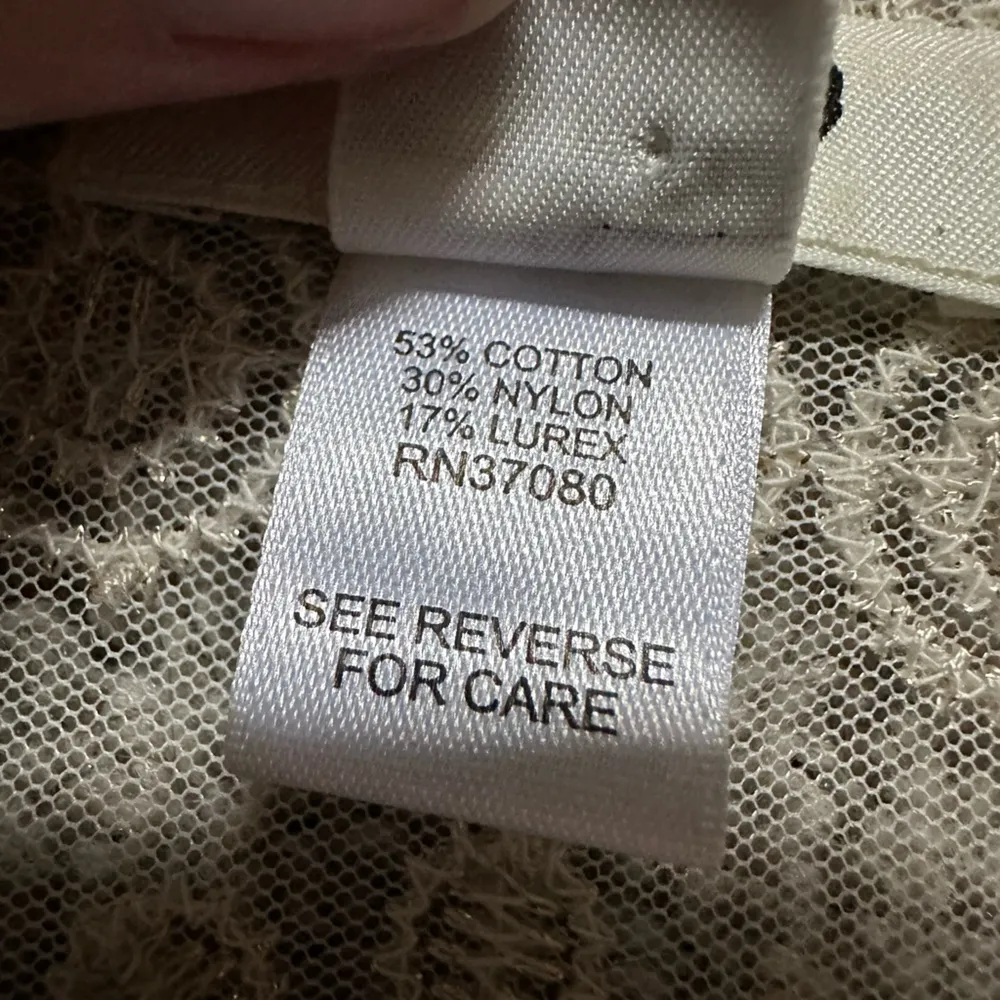 53% COTTON
30% NYLON
17% LUREX
RN37080
SEE REVERSE
FOR CARE